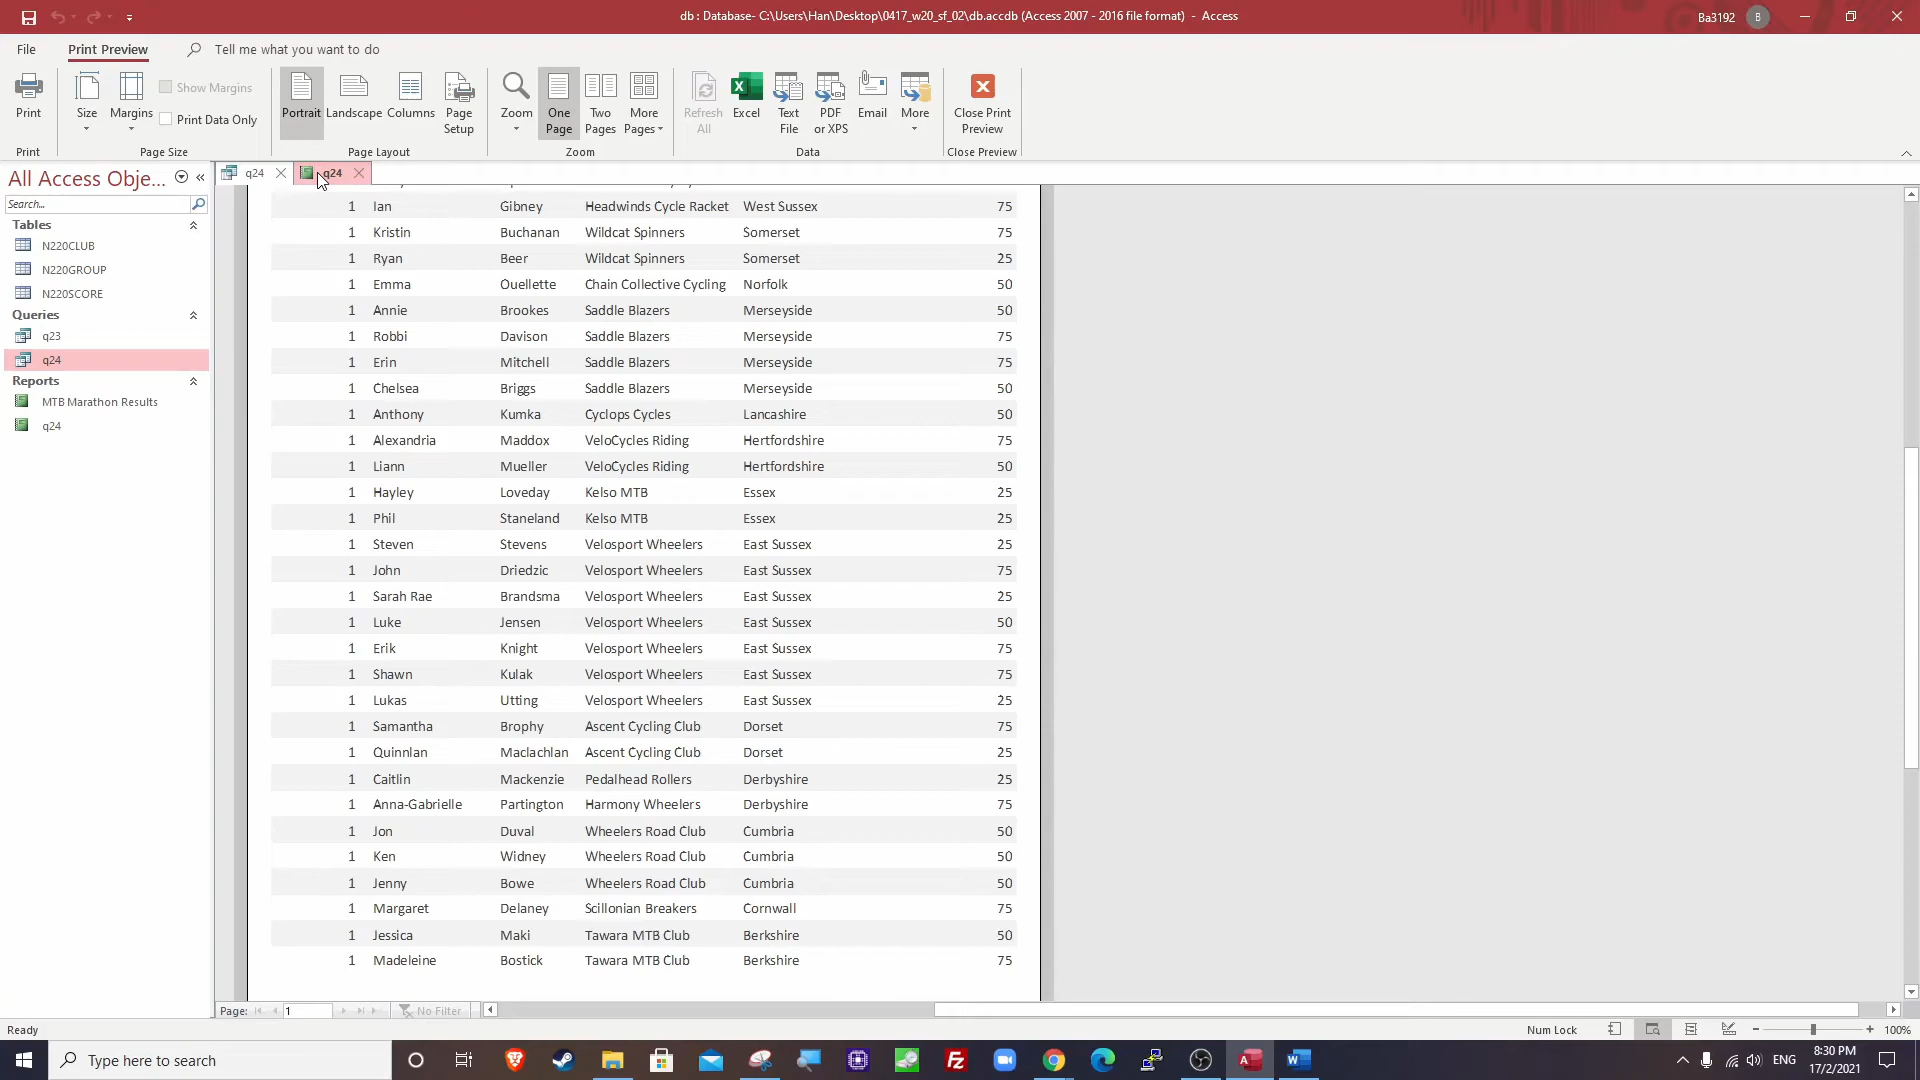 db : Database- C:\Users\Han\Desktop\0417_w20_sf_02\db.accdb (Access 2007 - 2016 file format) - Access
Ba3192
B
File
Print Preview
Tell me what you want to do
Print
Size
Margins
Show Margins
Print Data Only
Portrait
Landscape
Columns
Page Setup
Zoom
One Page
Two Pages
More Pages
Refresh All
Excel
Text File
PDF or XPS
Email
More
Close Print Preview
Print
Page Size
Page Layout
Zoom
Data
Close Preview
All Access Obje...
q24
q24
Search...
Tables
N220CLUB
N220GROUP
N220SCORE
Queries
q23
q24
Reports
MTB Marathon Results
q24
1 Ian Gibney Headwinds Cycle Racket West Sussex 75
1 Kristin Buchanan Wildcat Spinners Somerset 75
1 Ryan Beer Wildcat Spinners Somerset 25
1 Emma Ouellette Chain Collective Cycling Norfolk 50
1 Annie Brookes Saddle Blazers Merseyside 50
1 Robbi Davison Saddle Blazers Merseyside 75
1 Erin Mitchell Saddle Blazers Merseyside 75
1 Chelsea Briggs Saddle Blazers Merseyside 50
1 Anthony Kumka Cyclops Cycles Lancashire 50
1 Alexandria Maddox VeloCycles Riding Hertfordshire 75
1 Liann Mueller VeloCycles Riding Hertfordshire 50
1 Hayley Loveday Kelso MTB Essex 25
1 Phil Staneland Kelso MTB Essex 25
1 Steven Stevens Velosport Wheelers East Sussex 25
1 John Driedzic Velosport Wheelers East Sussex 75
1 Sarah Rae Brandsma Velosport Wheelers East Sussex 25
1 Luke Jensen Velosport Wheelers East Sussex 50
1 Erik Knight Velosport Wheelers East Sussex 75
1 Shawn Kulak Velosport Wheelers East Sussex 75
1 Lukas Utting Velosport Wheelers East Sussex 25
1 Samantha Brophy Ascent Cycling Club Dorset 75
1 Quinnlan Maclachlan Ascent Cycling Club Dorset 25
1 Caitlin Mackenzie Pedalhead Rollers Derbyshire 25
1 Anna-Gabrielle Partington Harmony Wheelers Derbyshire 75
1 Jon Duval Wheelers Road Club Cumbria 50
1 Ken Widney Wheelers Road Club Cumbria 50
1 Jenny Bowe Wheelers Road Club Cumbria 50
1 Margaret Delaney Scillonian Breakers Cornwall 75
1 Jessica Maki Tawara MTB Club Berkshire 50
1 Madeleine Bostick Tawara MTB Club Berkshire 75
Page: 1 No Filter
Ready
Num Lock
100%
Type here to search
ENG
8:30 PM
17/2/2021